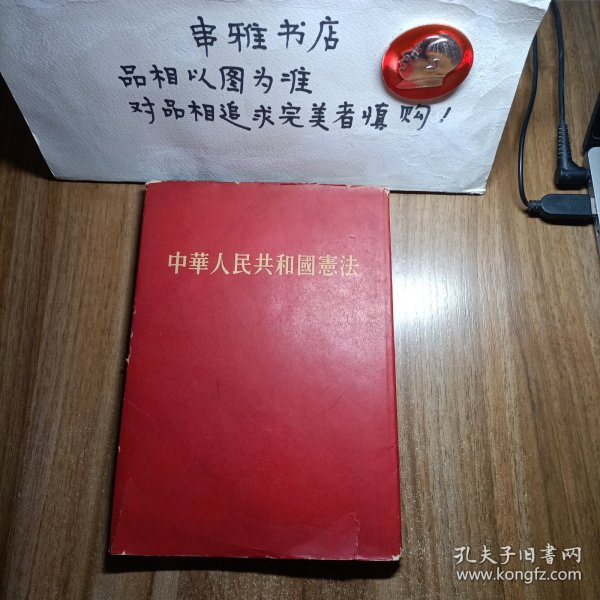 串雅书店
品相以图为准
对品相追求完美者慎购！
中華人民共和國憲法
孔夫子旧書网
www.kongfz.com